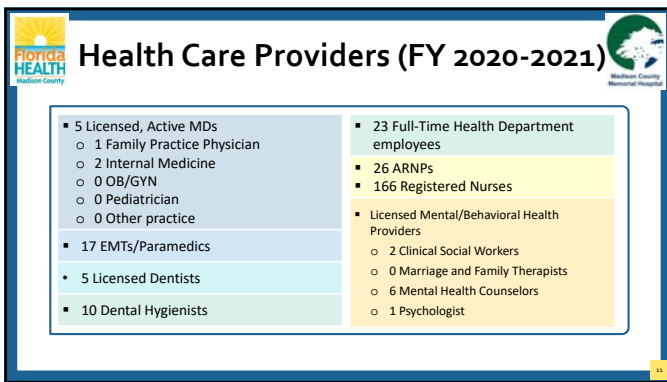 Florida
HEALTH
Madison County
Health Care Providers (FY 2020-2021)
Madison County
Memorial Hospital
▪ 5 Licensed, Active MDs
o 1 Family Practice Physician
o 2 Internal Medicine
o 0 OB/GYN
o 0 Pediatrician
o 0 Other practice
▪ 17 EMTs/Paramedics
• 5 Licensed Dentists
▪ 10 Dental Hygienists
▪ 23 Full-Time Health Department
employees
▪ 26 ARNPs
▪ 166 Registered Nurses
▪ Licensed Mental/Behavioral Health
Providers
o 2 Clinical Social Workers
o 0 Marriage and Family Therapists
o 6 Mental Health Counselors
o 1 Psychologist
11